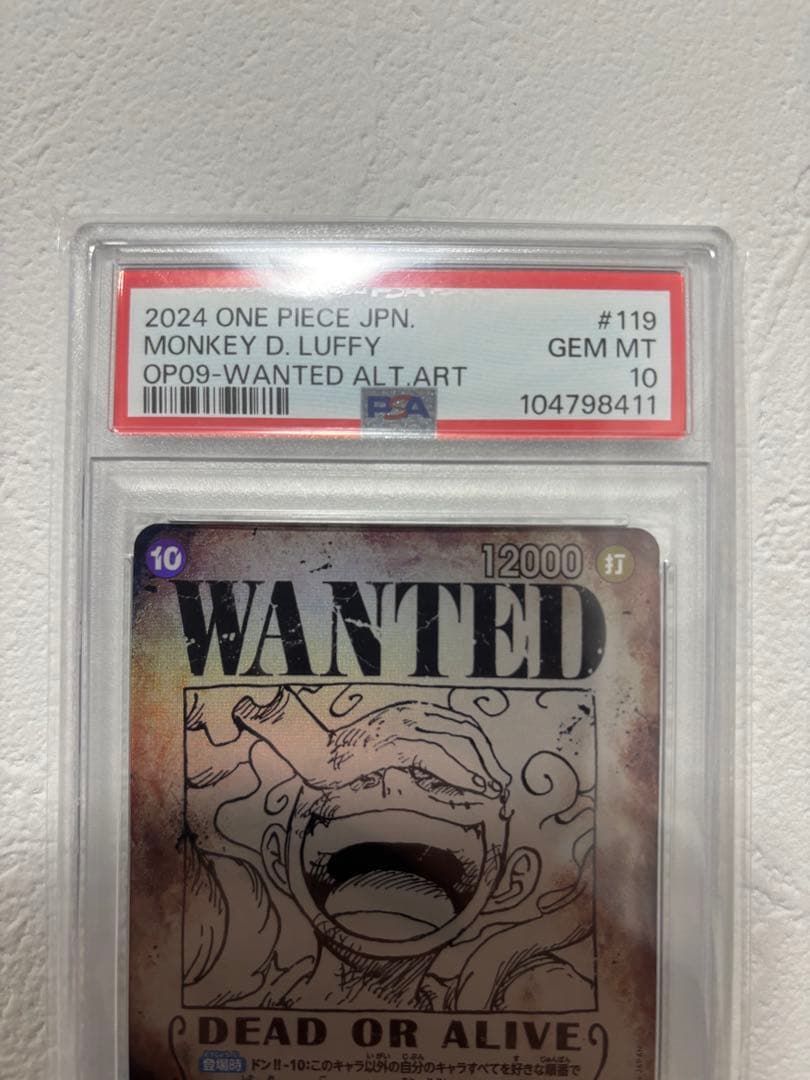 2024 ONE PIECE JPN. #119
MONKEY D. LUFFY GEM MT
OP09-WANTED ALT.ART 10
PSA 104798411
10 12000 打
WANTED
DEAD OR ALIVE
登場時 ドン!!-10:このキャラ以外の自分のキャラすべてを好きな順番で
JAPAN